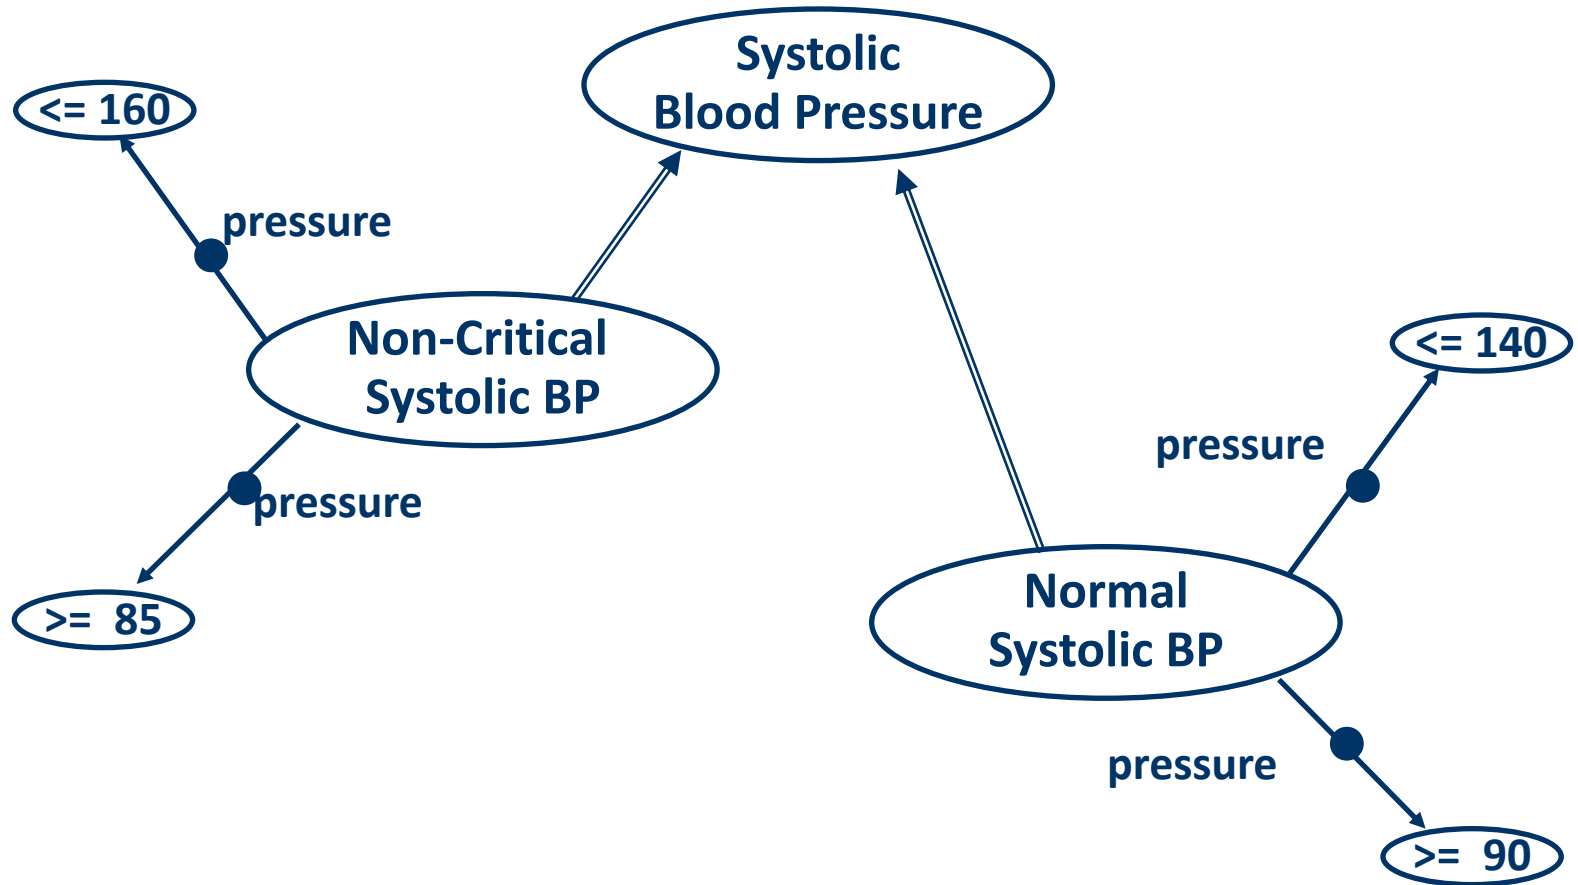 Systolic
Blood Pressure
<= 160
pressure
Non-Critical
Systolic BP
pressure
>= 85
<= 140
pressure
Normal
Systolic BP
pressure
>= 90